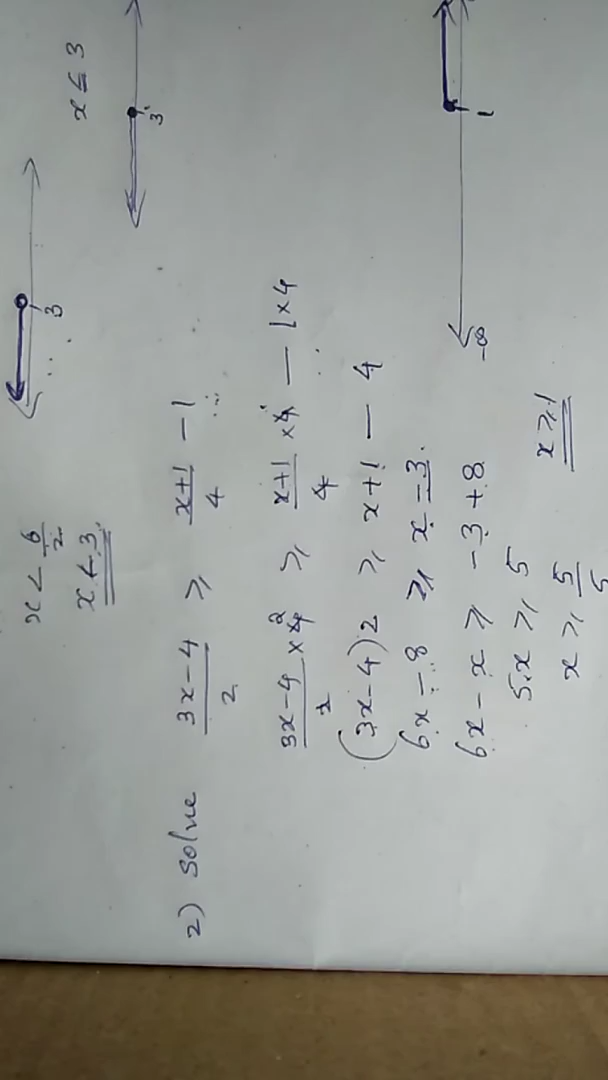 x < 6/2
x < 3
3
x ≤ 3
3
2) Solve (3x-4)/2 ≥ (x+1)/4 - 1
(3x-4)/2 × 4 2 ≥ (x+1)/4 × 4 - 1 × 4
(3x-4)2 ≥ x+1 - 4
6x - 8 ≥ x - 3
6x - x ≥ -3 + 8
5x ≥ 5
x ≥ 5/5
x ≥ 1
-∞ 1